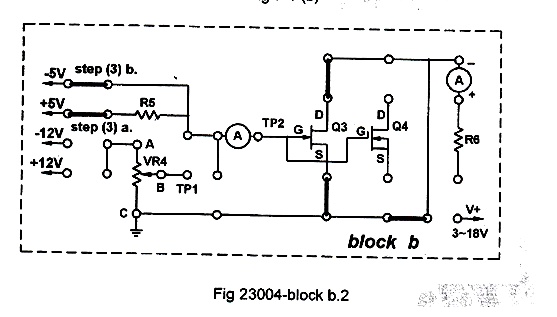 -5V step (3) b.
+5V R5
step (3) a.
-12V
+12V
A
VR4
B TP1
C
A
TP2
G D Q3 S
G D Q4 S
− A +
R6
V+
3~18V
block b
Fig 23004-block b.2